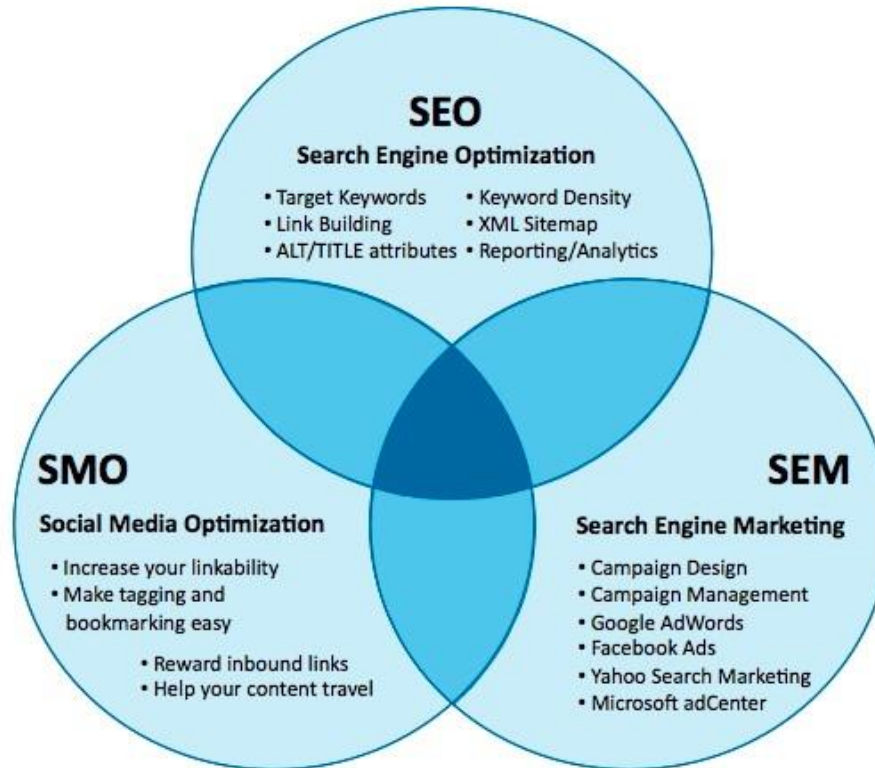 SEO
Search Engine Optimization
• Target Keywords • Keyword Density
• Link Building • XML Sitemap
• ALT/TITLE attributes • Reporting/Analytics
SMO
Social Media Optimization
• Increase your linkability
• Make tagging and
bookmarking easy
• Reward inbound links
• Help your content travel
SEM
Search Engine Marketing
• Campaign Design
• Campaign Management
• Google AdWords
• Facebook Ads
• Yahoo Search Marketing
• Microsoft adCenter